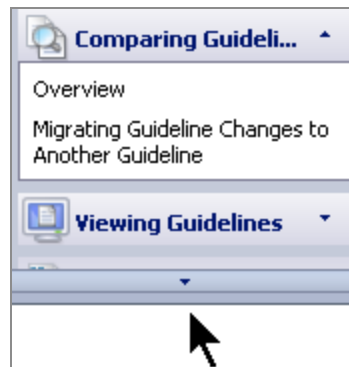 Comparing Guideli...
Overview
Migrating Guideline Changes to
Another Guideline
Viewing Guidelines